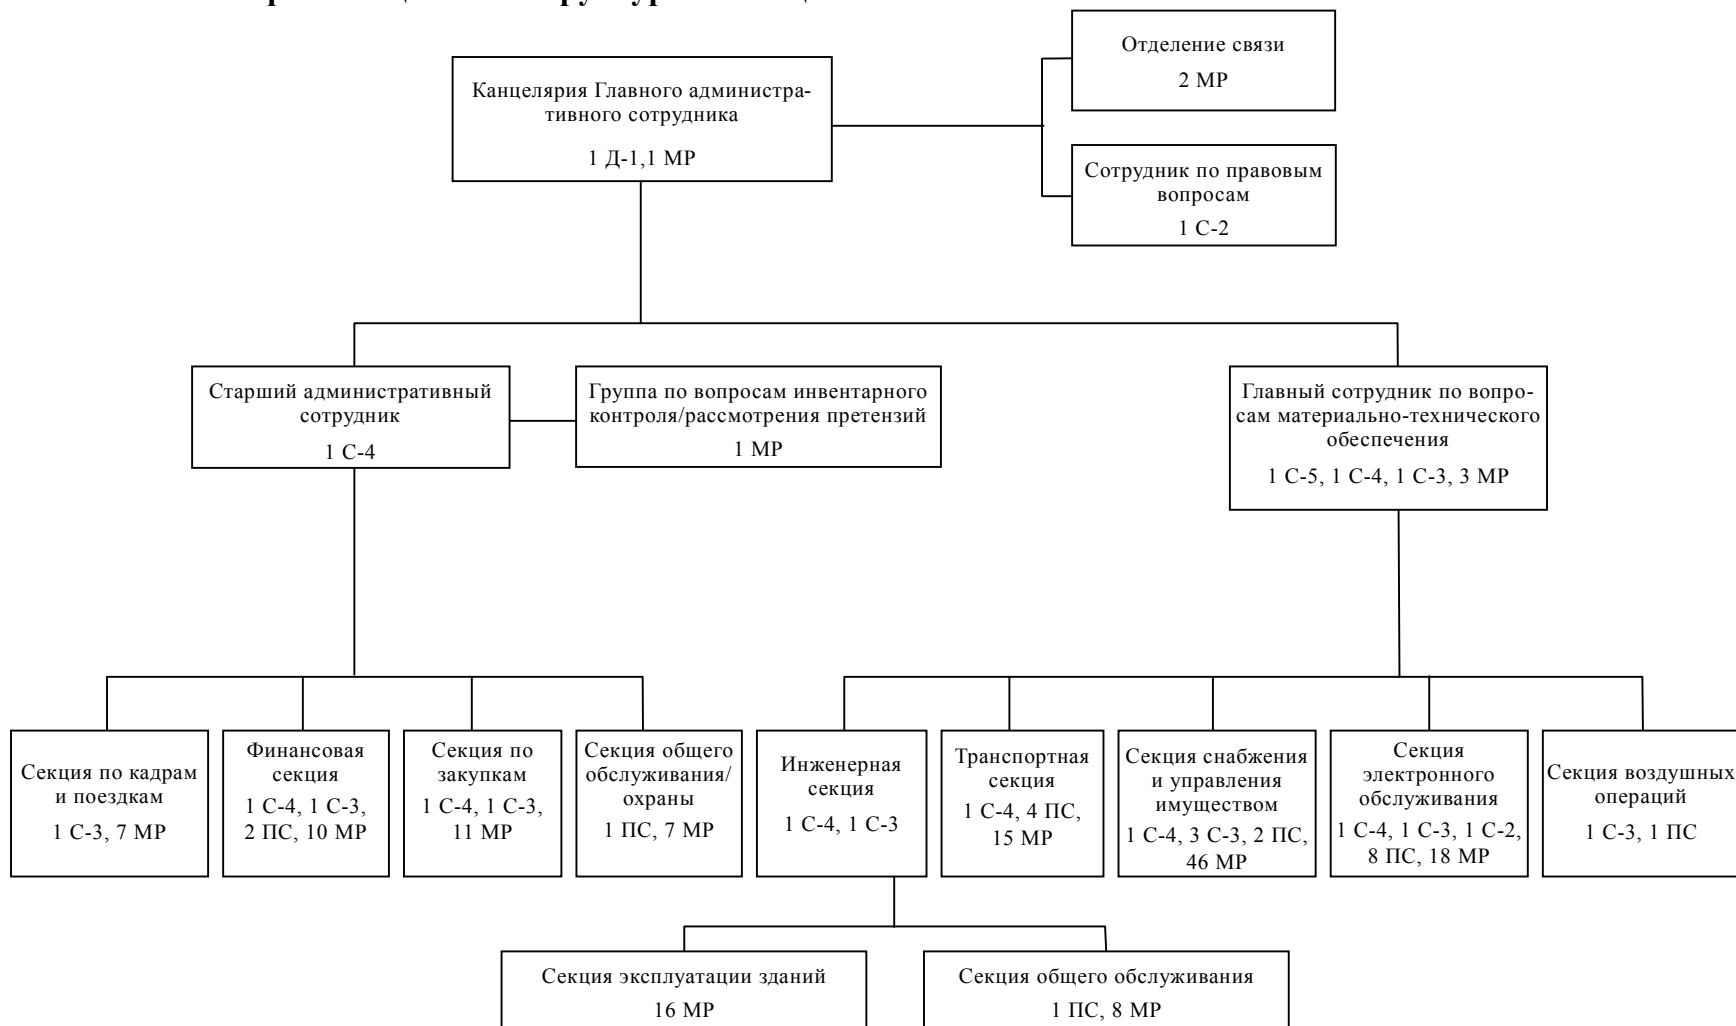 Отделение связи
2 МР
Канцелярия Главного администра-
тивного сотрудника
1 Д-1,1 МР
Сотрудник по правовым
вопросам
1 С-2
Старший административный
сотрудник
1 С-4
Группа по вопросам инвентарного
контроля/рассмотрения претензий
1 МР
Главный сотрудник по вопро-
сам материально-технического
обеспечения
1 С-5, 1 С-4, 1 С-3, 3 МР
Секция по кадрам
и поездкам
1 С-3, 7 МР
Финансовая
секция
1 С-4, 1 С-3,
2 ПС, 10 МР
Секция по
закупкам
1 С-4, 1 С-3,
11 МР
Секция общего
обслуживания/
охраны
1 ПС, 7 МР
Инженерная
секция
1 С-4, 1 С-3
Транспортная
секция
1 С-4, 4 ПС,
15 МР
Секция снабжения
и управления
имуществом
1 С-4, 3 С-3, 2 ПС,
46 МР
Секция
электронного
обслуживания
1 С-4, 1 С-3, 1 С-2,
8 ПС, 18 МР
Секция воздушных
операций
1 С-3, 1 ПС
Секция эксплуатации зданий
16 МР
Секция общего обслуживания
1 ПС, 8 МР